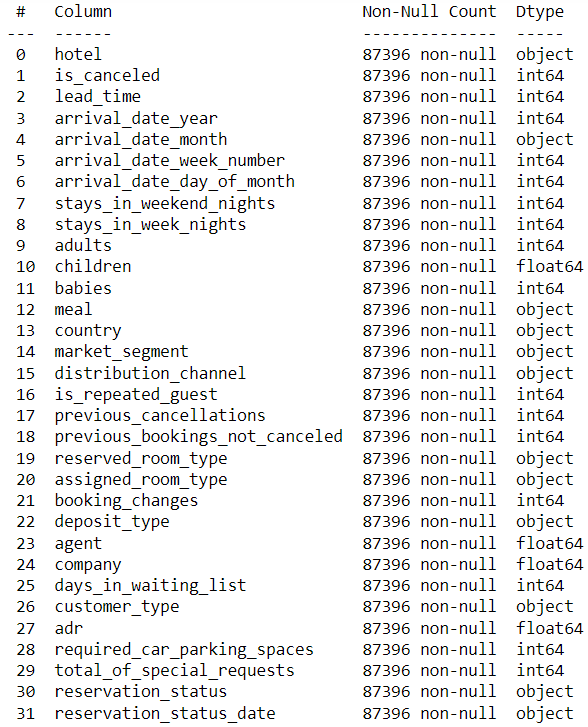 #   Column                          Non-Null Count  Dtype
---  ------                          --------------  -----
0   hotel                           87396 non-null  object
1   is_canceled                     87396 non-null  int64
2   lead_time                       87396 non-null  int64
3   arrival_date_year               87396 non-null  int64
4   arrival_date_month              87396 non-null  object
5   arrival_date_week_number        87396 non-null  int64
6   arrival_date_day_of_month       87396 non-null  int64
7   stays_in_weekend_nights         87396 non-null  int64
8   stays_in_week_nights            87396 non-null  int64
9   adults                          87396 non-null  int64
10  children                        87396 non-null  float64
11  babies                          87396 non-null  int64
12  meal                            87396 non-null  object
13  country                         87396 non-null  object
14  market_segment                  87396 non-null  object
15  distribution_channel            87396 non-null  object
16  is_repeated_guest               87396 non-null  int64
17  previous_cancellations          87396 non-null  int64
18  previous_bookings_not_canceled  87396 non-null  int64
19  reserved_room_type              87396 non-null  object
20  assigned_room_type              87396 non-null  object
21  booking_changes                 87396 non-null  int64
22  deposit_type                    87396 non-null  object
23  agent                           87396 non-null  float64
24  company                         87396 non-null  float64
25  days_in_waiting_list            87396 non-null  int64
26  customer_type                   87396 non-null  object
27  adr                             87396 non-null  float64
28  required_car_parking_spaces     87396 non-null  int64
29  total_of_special_requests       87396 non-null  int64
30  reservation_status              87396 non-null  object
31  reservation_status_date         87396 non-null  object